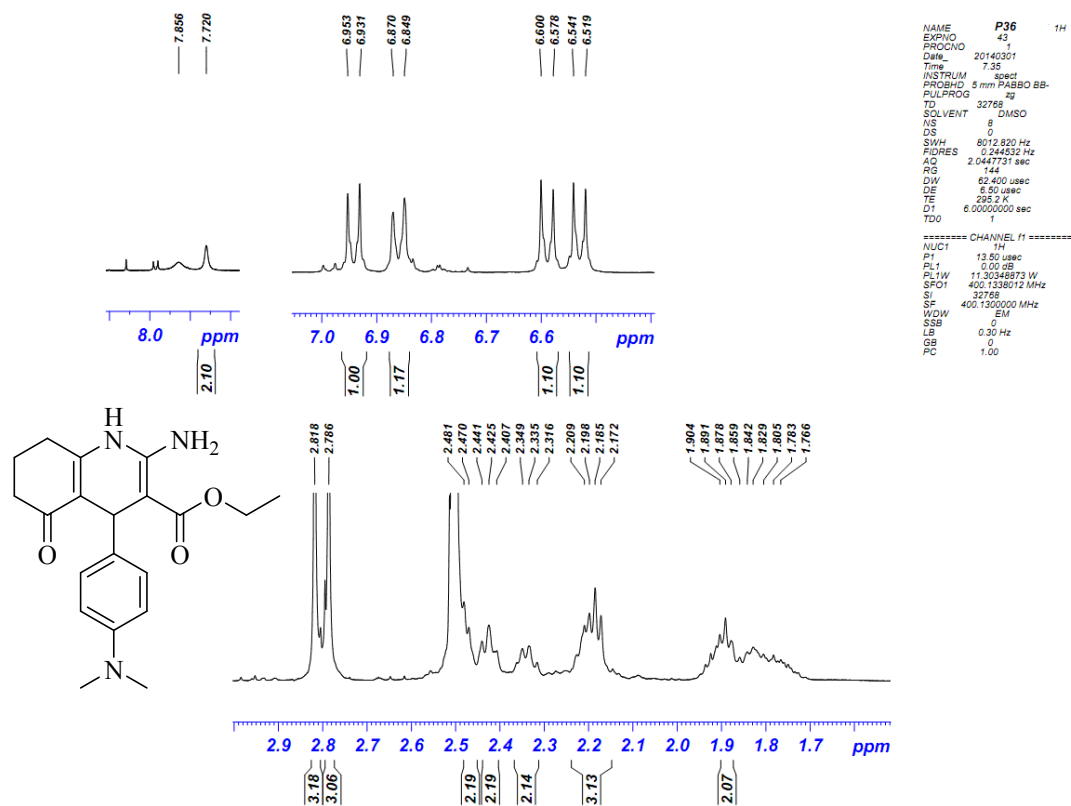 7.856
7.720
6.953
6.931
6.870
6.849
6.600
6.578
6.541
6.519
8.0 ppm
7.0 6.9 6.8 6.7 6.6 ppm
2.10
1.00
1.17
1.10
1.10
NAME P36 1H
EXPNO 43
PROCNO 1
Date_ 20140301
Time 7.35
INSTRUM spect
PROBHD 5 mm PABBO BB-
PULPROG zg
TD 32768
SOLVENT DMSO
NS 8
DS 0
SWH 8012.820 Hz
FIDRES 0.244532 Hz
AQ 2.0447731 sec
RG 144
DW 62.400 usec
DE 6.50 usec
TE 295.2 K
D1 6.00000000 sec
TD0 1
======== CHANNEL f1 ========
NUC1 1H
P1 13.50 usec
PL1 0.00 dB
PL1W 11.30348873 W
SFO1 400.1338012 MHz
SI 32768
SF 400.1300000 MHz
WDW EM
SSB 0
LB 0.30 Hz
GB 0
PC 1.00
H
N
NH2
O
O
O
N
2.818
2.786
2.481
2.470
2.441
2.425
2.407
2.349
2.335
2.316
2.209
2.198
2.185
2.172
1.904
1.891
1.878
1.859
1.842
1.829
1.805
1.783
1.766
2.9 2.8 2.7 2.6 2.5 2.4 2.3 2.2 2.1 2.0 1.9 1.8 1.7 ppm
3.18
3.06
2.19
2.19
2.14
3.13
2.07